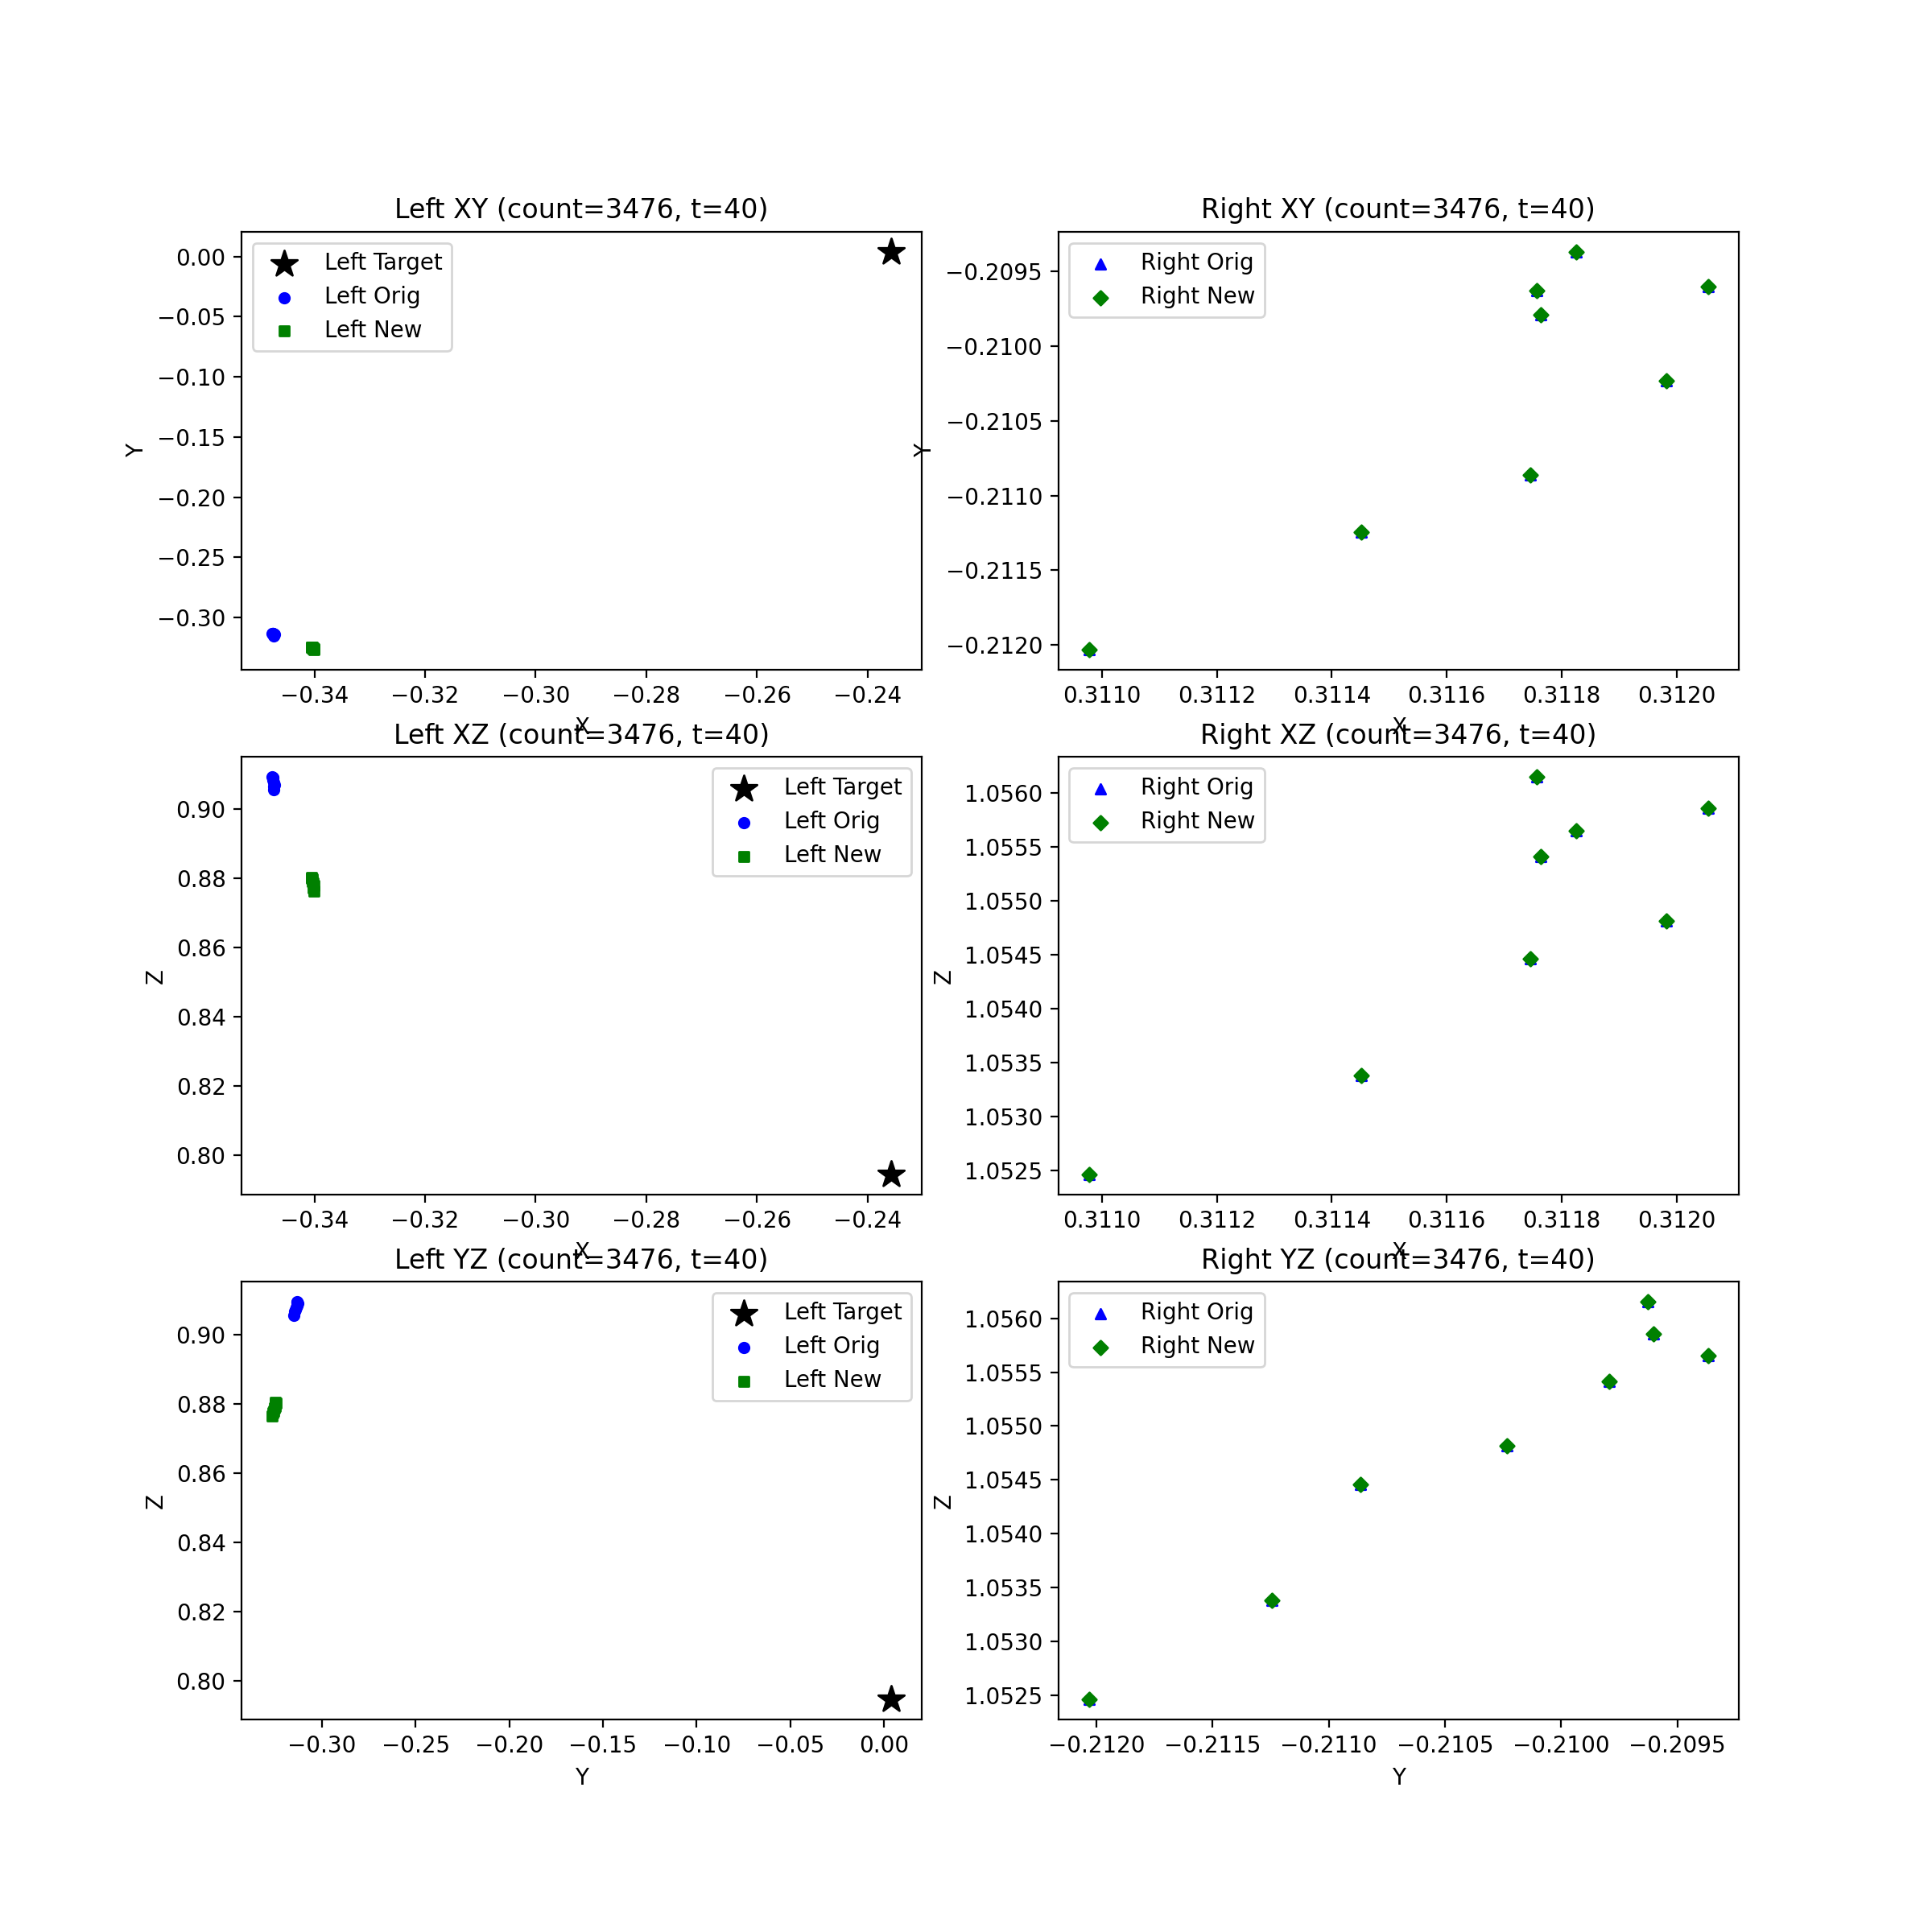 Left XY (count=3476, t=40)
Left Target
Left Orig
Left New
0.00
−0.05
−0.10
−0.15
−0.20
−0.25
−0.30
Y
−0.34 −0.32 −0.30 −0.28 −0.26 −0.24
X
Right XY (count=3476, t=40)
Right Orig
Right New
−0.2095
−0.2100
−0.2105
−0.2110
−0.2115
−0.2120
Y
0.3110 0.3112 0.3114 0.3116 0.3118 0.3120
X
Left XZ (count=3476, t=40)
Left Target
Left Orig
Left New
0.90
0.88
0.86
0.84
0.82
0.80
Z
−0.34 −0.32 −0.30 −0.28 −0.26 −0.24
X
Right XZ (count=3476, t=40)
Right Orig
Right New
1.0560
1.0555
1.0550
1.0545
1.0540
1.0535
1.0530
1.0525
Z
0.3110 0.3112 0.3114 0.3116 0.3118 0.3120
X
Left YZ (count=3476, t=40)
Left Target
Left Orig
Left New
0.90
0.88
0.86
0.84
0.82
0.80
Z
−0.30 −0.25 −0.20 −0.15 −0.10 −0.05 0.00
Y
Right YZ (count=3476, t=40)
Right Orig
Right New
1.0560
1.0555
1.0550
1.0545
1.0540
1.0535
1.0530
1.0525
Z
−0.2120 −0.2115 −0.2110 −0.2105 −0.2100 −0.2095
Y